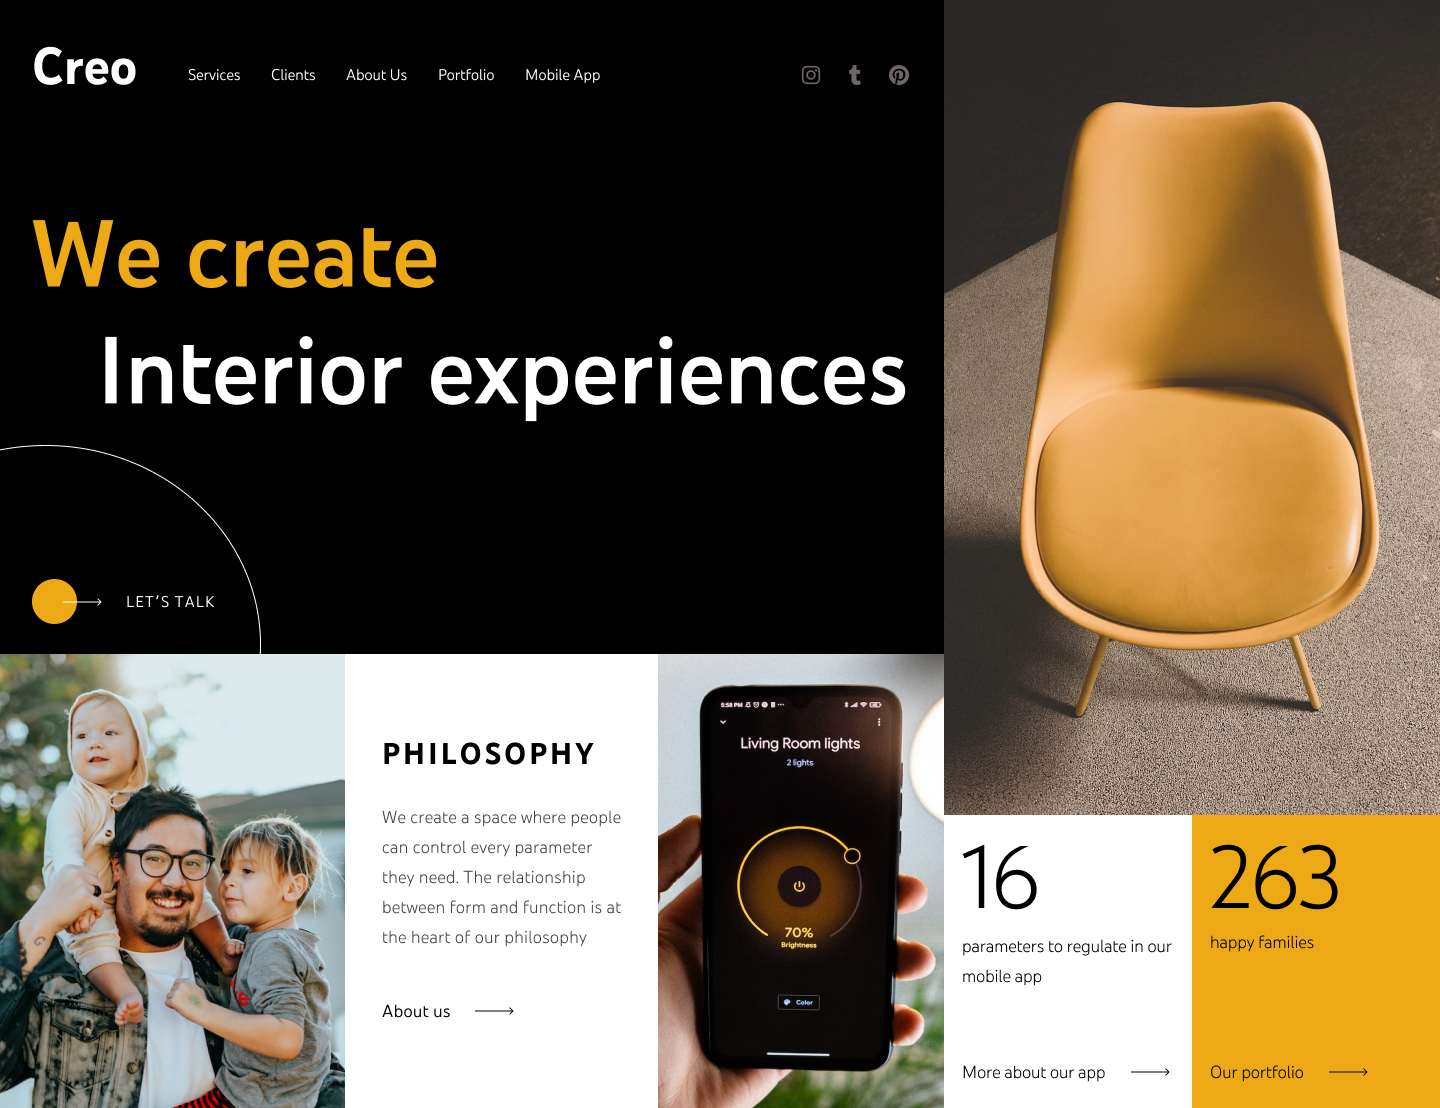 Creo
Services
Clients
About Us
Portfolio
Mobile App
We create
Interior experiences
LET'S TALK
PHILOSOPHY
We create a space where people
can control every parameter
they need. The relationship
between form and function is at
the heart of our philosophy
About us
5:58 PM
Living Room lights
2 lights
70%
Brightness
Color
16
parameters to regulate in our
mobile app
More about our app
263
happy families
Our portfolio